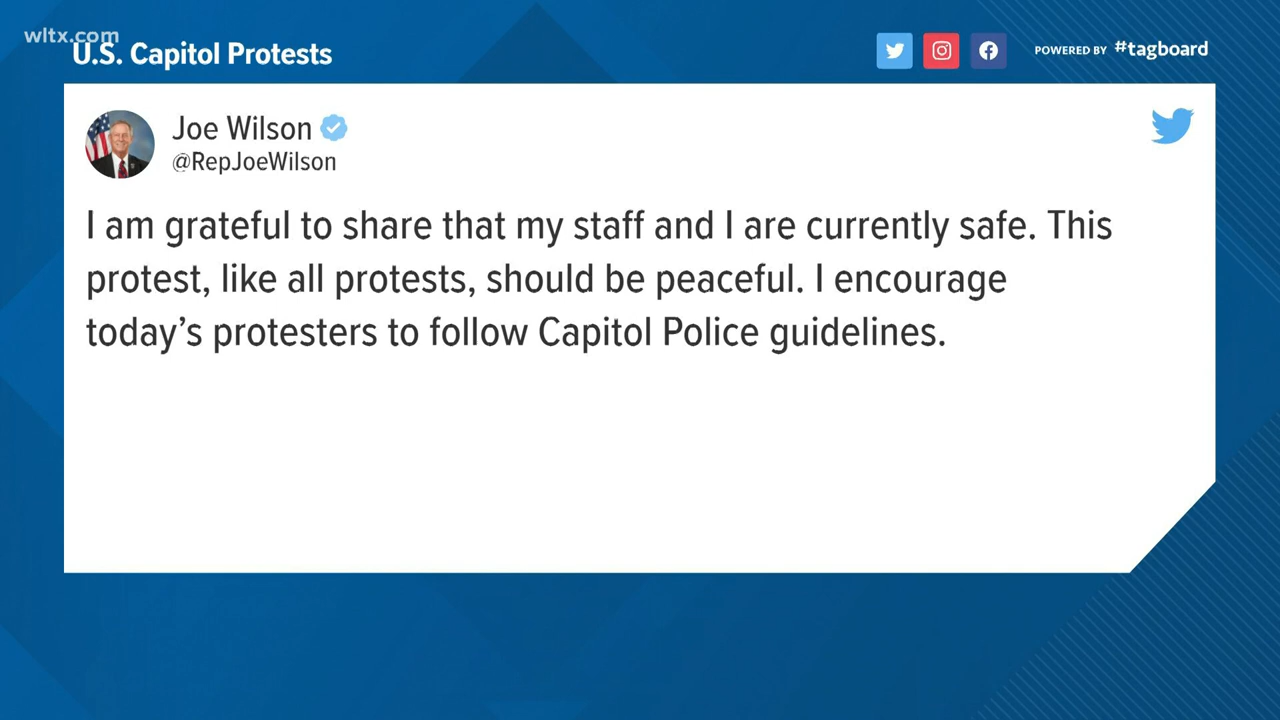 wltx.com
U.S. Capitol Protests
POWERED BY #tagboard
Joe Wilson
@RepJoeWilson
I am grateful to share that my staff and I are currently safe. This
protest, like all protests, should be peaceful. I encourage
today’s protesters to follow Capitol Police guidelines.